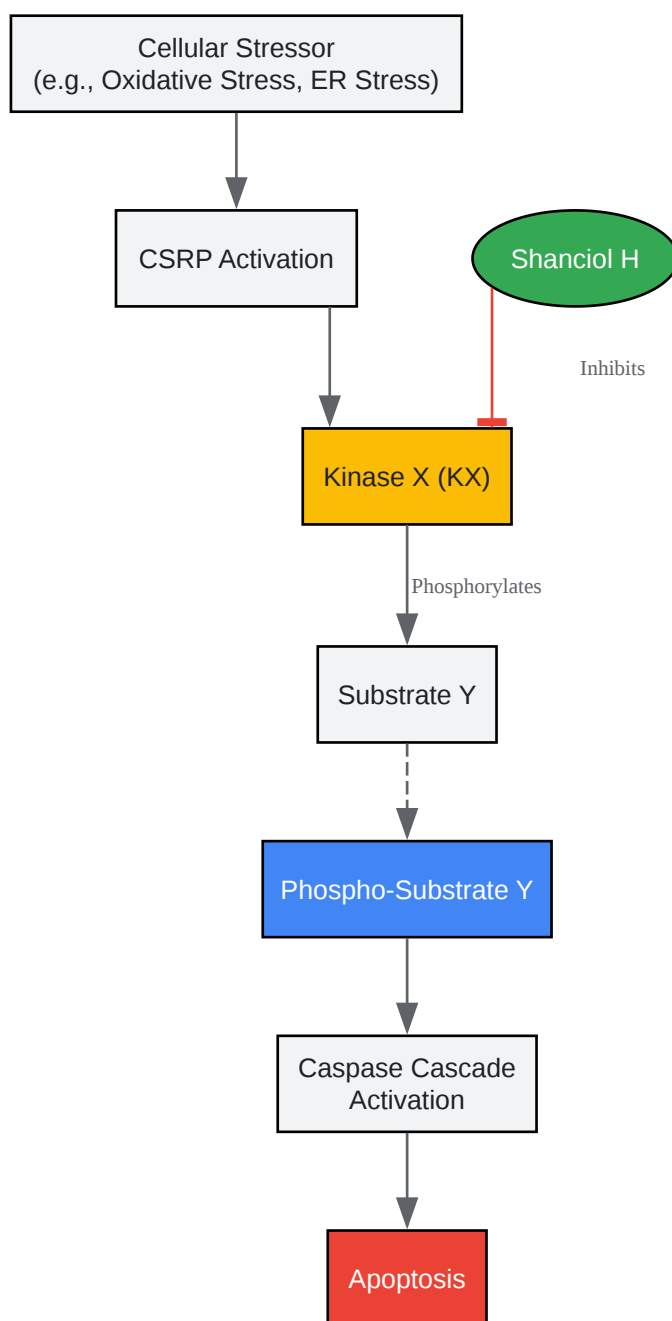 Cellular Stressor
(e.g., Oxidative Stress, ER Stress)
CSRP Activation
Shanciol H
Inhibits
Kinase X (KX)
Phosphorylates
Substrate Y
Phospho-Substrate Y
Caspase Cascade
Activation
Apoptosis